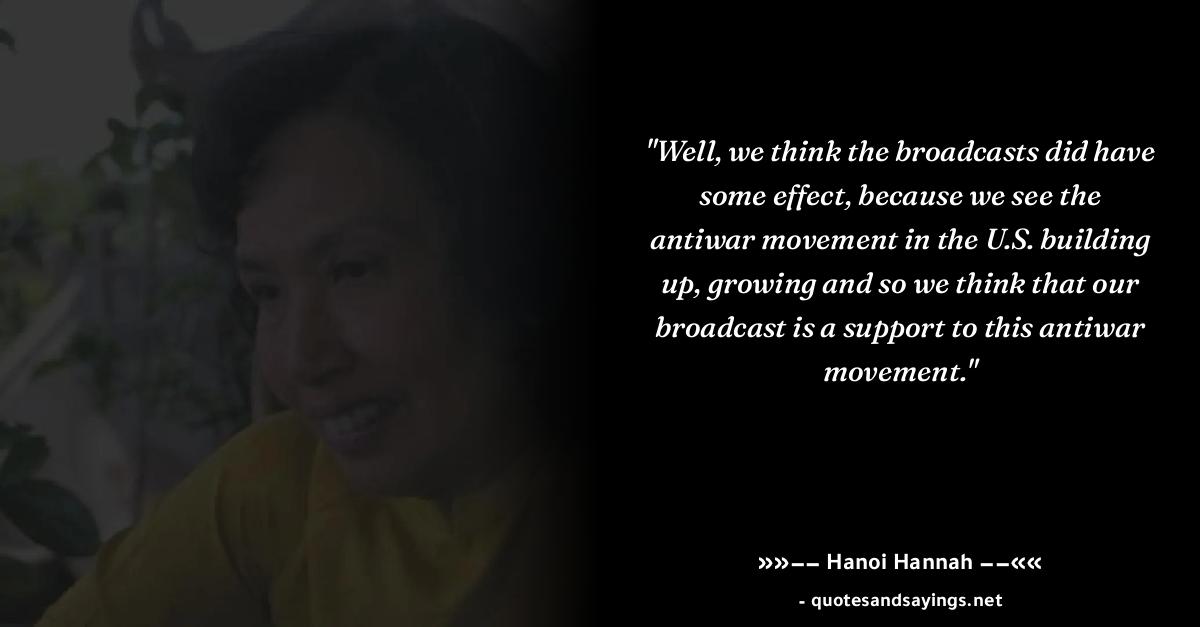 "Well, we think the broadcasts did have
some effect, because we see the
antiwar movement in the U.S. building
up, growing and so we think that our
broadcast is a support to this antiwar
movement."
»»−− Hanoi Hannah −−««
- quotesandsayings.net